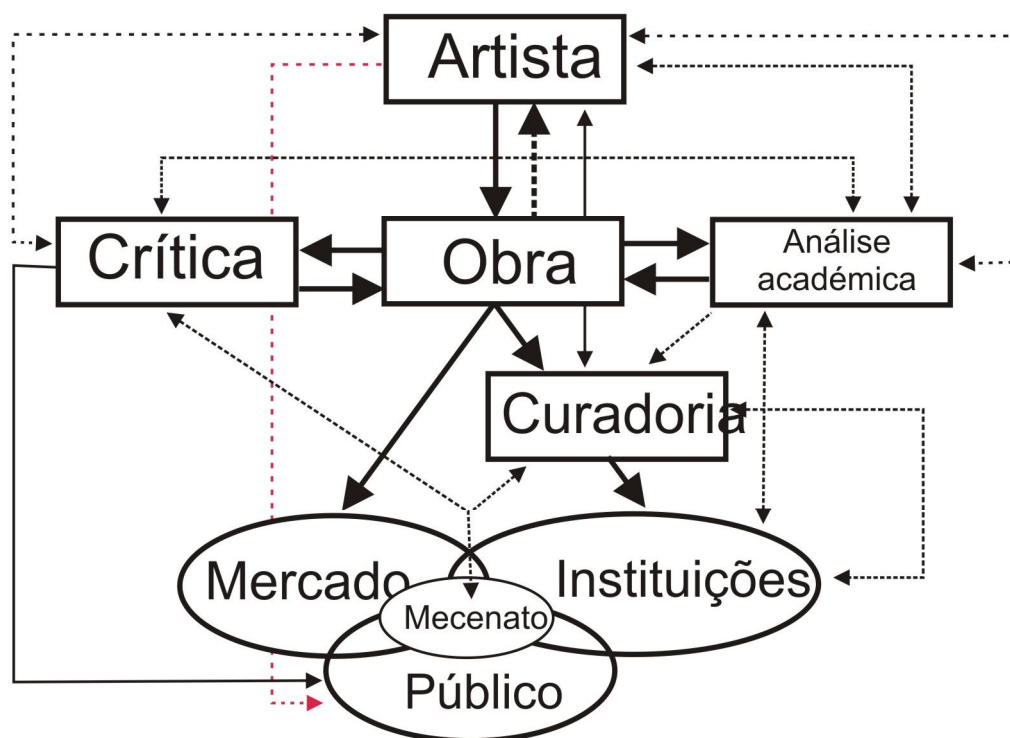 Artista
Crítica
Obra
Análise
académica
Curadoria
Mercado
Instituições
Mecenato
Público